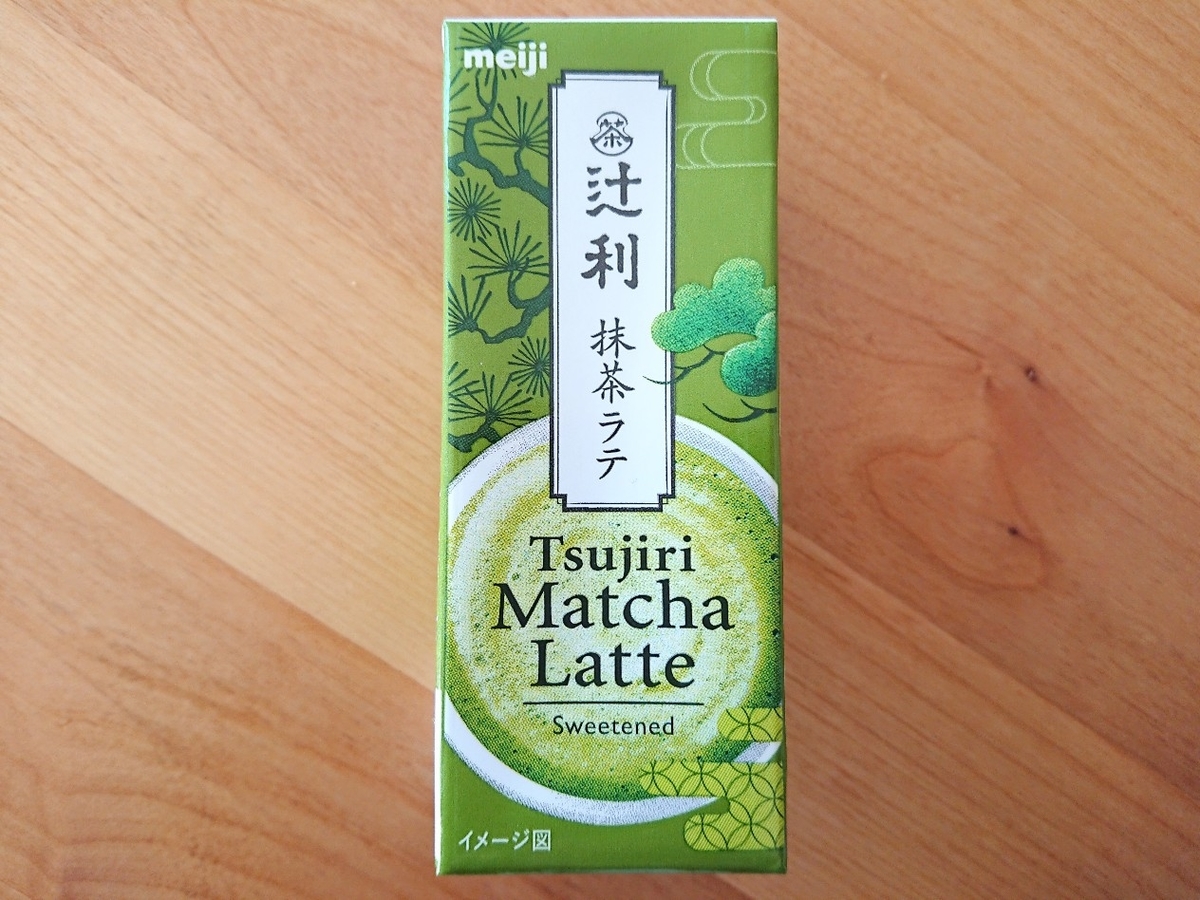 meiji
茶
辻利
抹茶ラテ
Tsujiri
Matcha
Latte
Sweetened
イメージ図